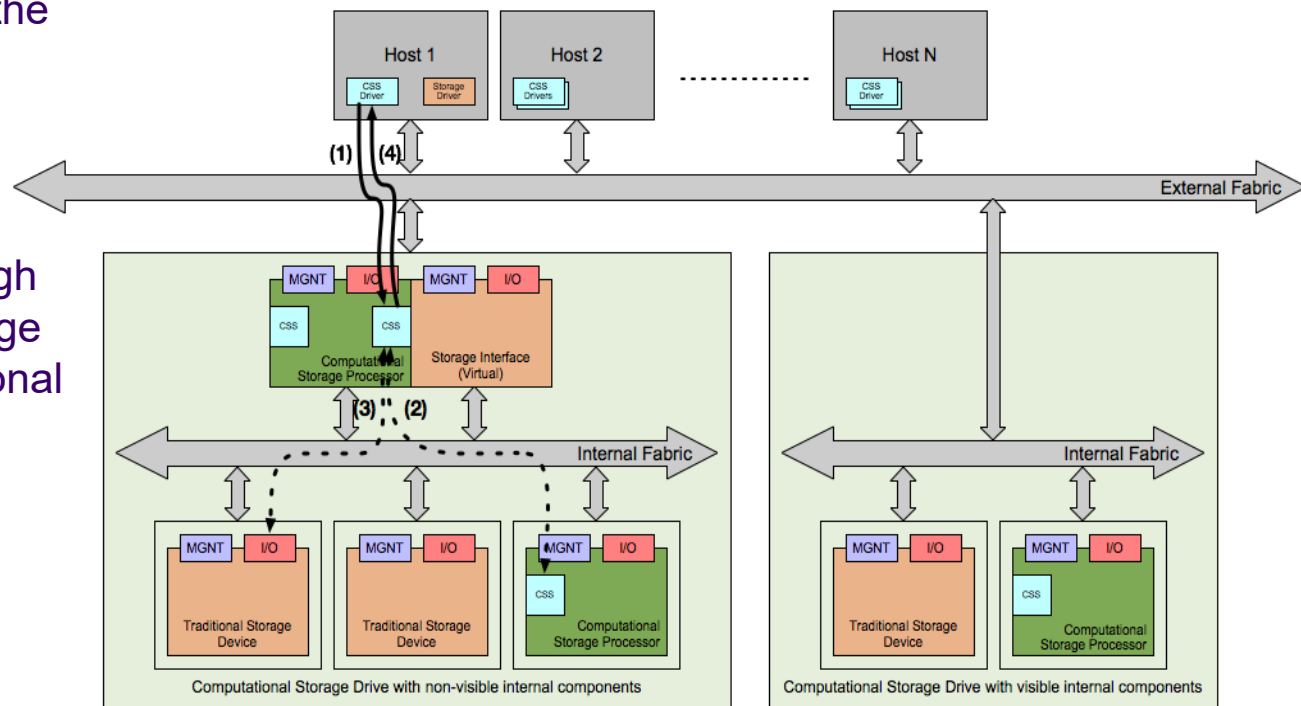 the
gh
ge
onal
Host 1
CSS
Driver
Storage
Driver
Host 2
CSS
Drivers
Host N
CSS
Driver
(1)
(4)
External Fabric
MGNT
I/O
MGNT
I/O
CSS
CSS
Computational
Storage Processor
Storage Interface
(Virtual)
(3)
(2)
Internal Fabric
MGNT
I/O
Traditional Storage
Device
MGNT
I/O
Traditional Storage
Device
MGNT
I/O
CSS
Computational
Storage Processor
Computational Storage Drive with non-visible internal components
Internal Fabric
MGNT
I/O
Traditional Storage
Device
MGNT
I/O
CSS
Computational
Storage Processor
Computational Storage Drive with visible internal components